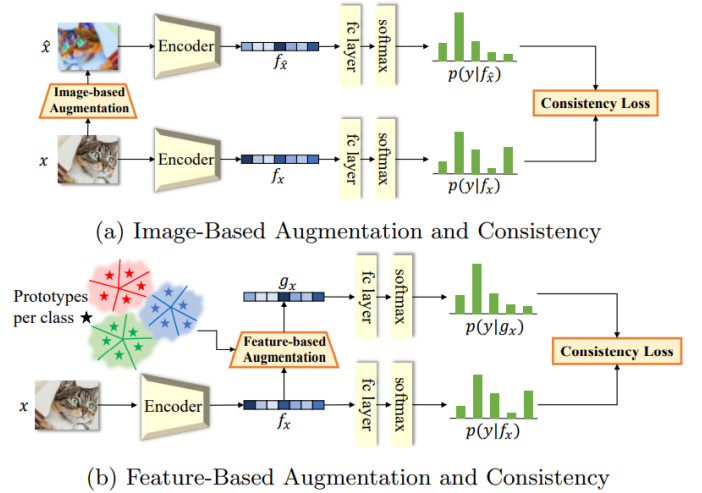 x̂
Encoder
f_x̂
fc layer
softmax
p(y|f_x̂)
Image-based
Augmentation
Consistency Loss
x
Encoder
f_x
fc layer
softmax
p(y|f_x)
(a) Image-Based Augmentation and Consistency
Prototypes
per class ★
g_x
fc layer
softmax
p(y|g_x)
Feature-based
Augmentation
Consistency Loss
x
Encoder
f_x
fc layer
softmax
p(y|f_x)
(b) Feature-Based Augmentation and Consistency